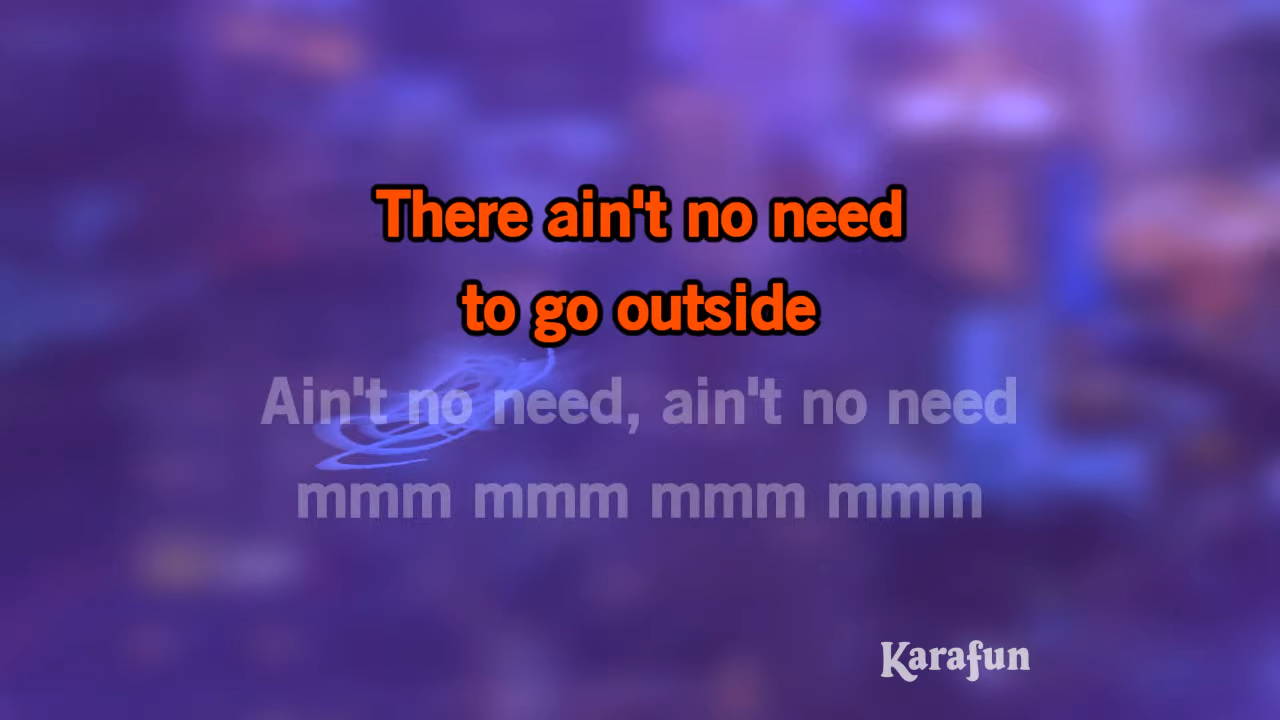 There ain't no need
to go outside
Ain't no need, ain't no need
mmm mmm mmm mmm
Karafun